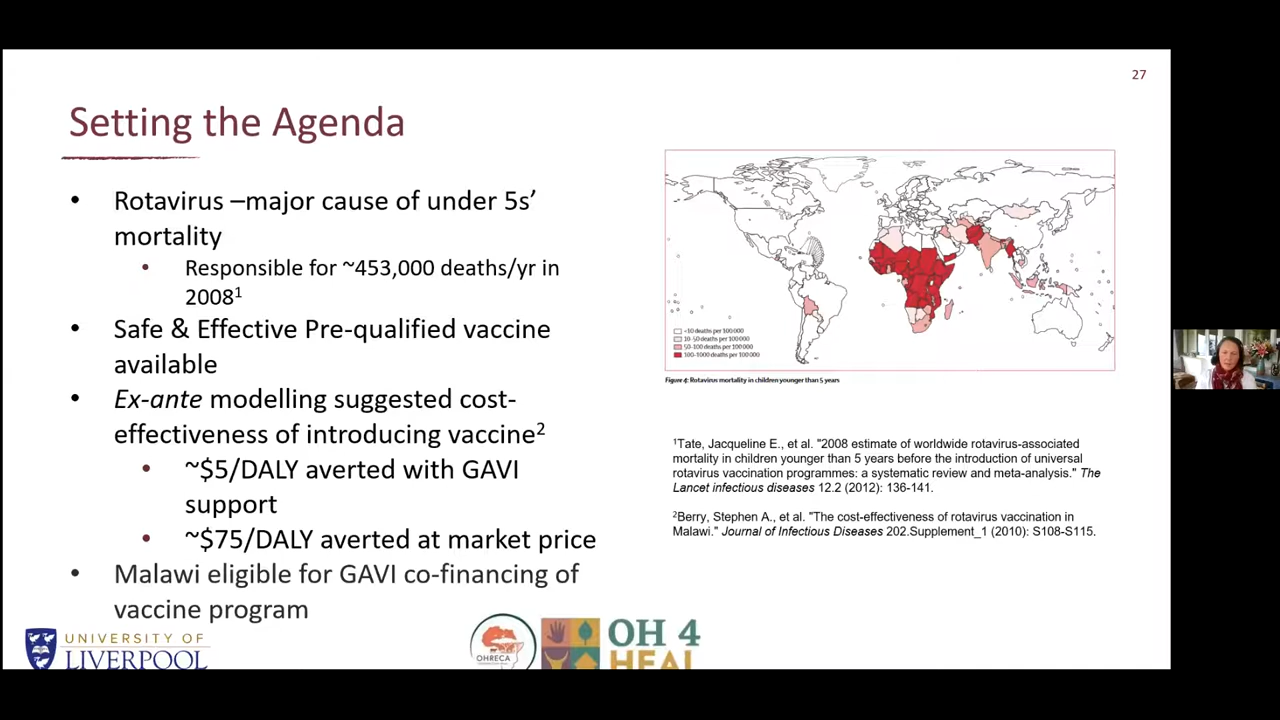 27
Setting the Agenda
• Rotavirus –major cause of under 5s’
mortality
• Responsible for ~453,000 deaths/yr in
2008¹
• Safe & Effective Pre-qualified vaccine
available
• Ex-ante modelling suggested cost-
effectiveness of introducing vaccine²
• ~$5/DALY averted with GAVI
support
• ~$75/DALY averted at market price
• Malawi eligible for GAVI co-financing of
vaccine program
<10 deaths per 100 000
10–50 deaths per 100 000
50–100 deaths per 100 000
100–1000 deaths per 100 000
Figure 4: Rotavirus mortality in children younger than 5 years
¹Tate, Jacqueline E., et al. "2008 estimate of worldwide rotavirus-associated
mortality in children younger than 5 years before the introduction of universal
rotavirus vaccination programmes: a systematic review and meta-analysis." The
Lancet infectious diseases 12.2 (2012): 136-141.
²Berry, Stephen A., et al. "The cost-effectiveness of rotavirus vaccination in
Malawi." Journal of Infectious Diseases 202.Supplement_1 (2010): S108-S115.
UNIVERSITY OF
LIVERPOOL
OHRECA
OH 4
HEAL